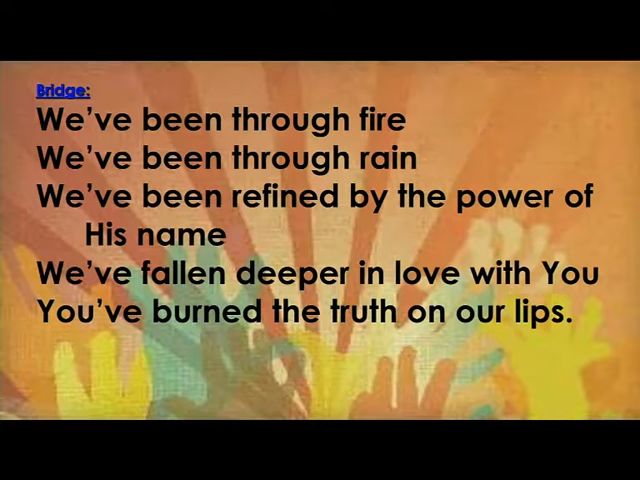 Bridge:
We’ve been through fire
We’ve been through rain
We’ve been refined by the power of
His name
We’ve fallen deeper in love with You
You’ve burned the truth on our lips.